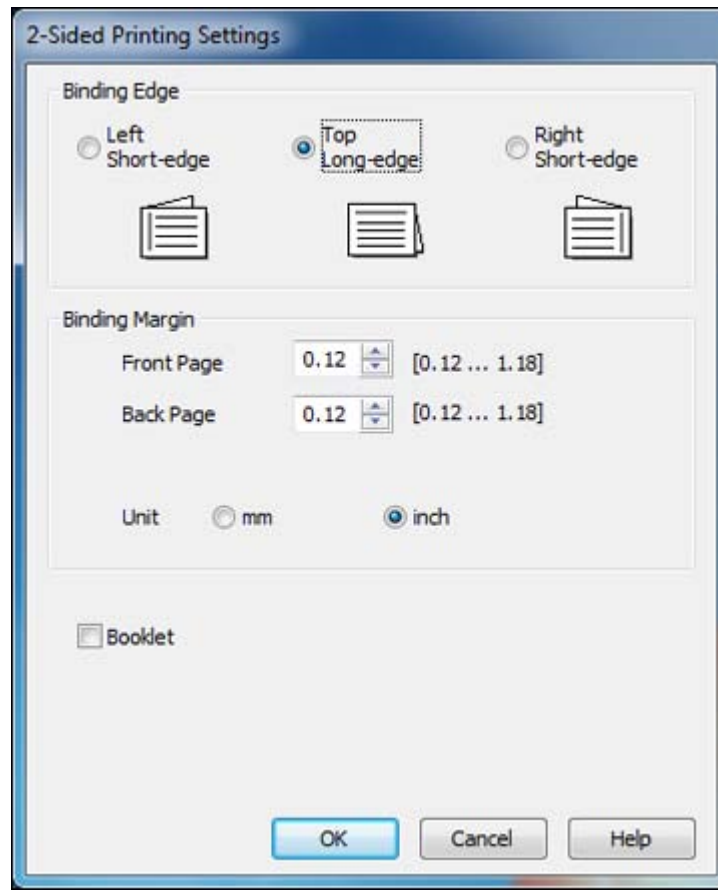 2-Sided Printing Settings
Binding Edge
Left
Short-edge
Top
Long-edge
Right
Short-edge
Binding Margin
Front Page 0.12 [0.12 ... 1.18]
Back Page 0.12 [0.12 ... 1.18]
Unit mm inch
Booklet
OK Cancel Help